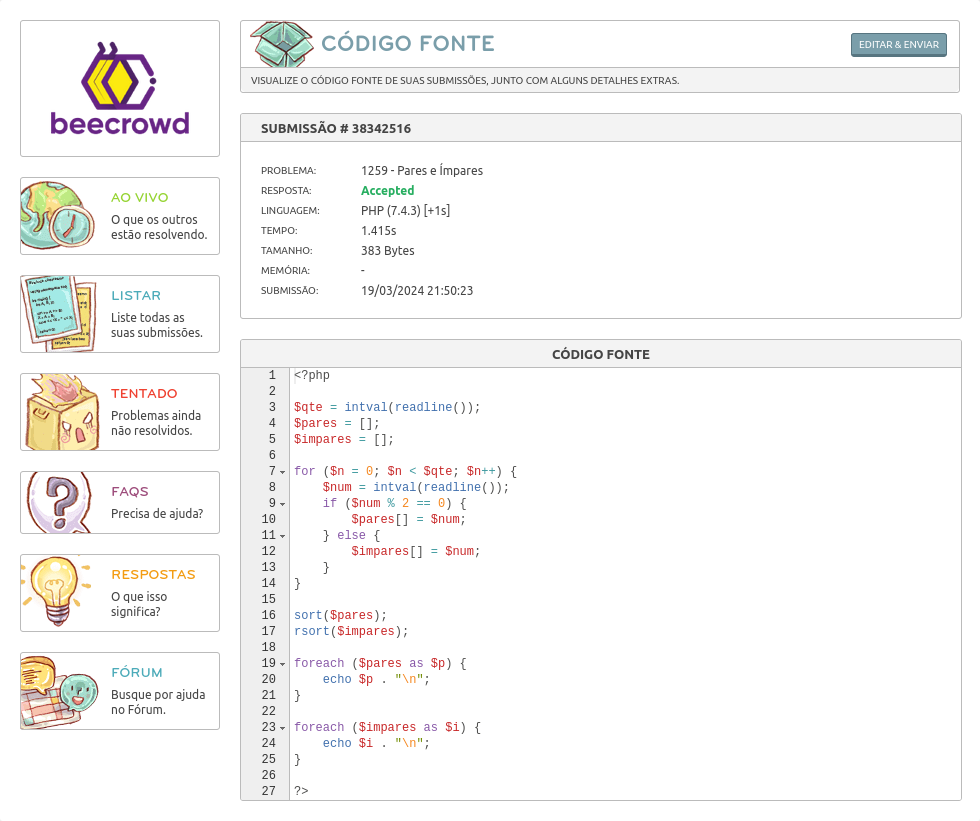 beecrowd
AO VIVO
O que os outros
estão resolvendo.
LISTAR
Liste todas as
suas submissões.
TENTADO
Problemas ainda
não resolvidos.
FAQS
Precisa de ajuda?
RESPOSTAS
O que isso
significa?
FÓRUM
Busque por ajuda
no Fórum.
CÓDIGO FONTE
EDITAR & ENVIAR
VISUALIZE O CÓDIGO FONTE DE SUAS SUBMISSÕES, JUNTO COM ALGUNS DETALHES EXTRAS.
SUBMISSÃO # 38342516
PROBLEMA: 1259 - Pares e Ímpares
RESPOSTA: Accepted
LINGUAGEM: PHP (7.4.3) [+1s]
TEMPO: 1.415s
TAMANHO: 383 Bytes
MEMÓRIA: -
SUBMISSÃO: 19/03/2024 21:50:23
CÓDIGO FONTE
1 <?php
2
3 $qte = intval(readline());
4 $pares = [];
5 $impares = [];
6
7 for ($n = 0; $n < $qte; $n++) {
8     $num = intval(readline());
9     if ($num % 2 == 0) {
10         $pares[] = $num;
11     } else {
12         $impares[] = $num;
13     }
14 }
15
16 sort($pares);
17 rsort($impares);
18
19 foreach ($pares as $p) {
20     echo $p . "\n";
21 }
22
23 foreach ($impares as $i) {
24     echo $i . "\n";
25 }
26
27 ?>